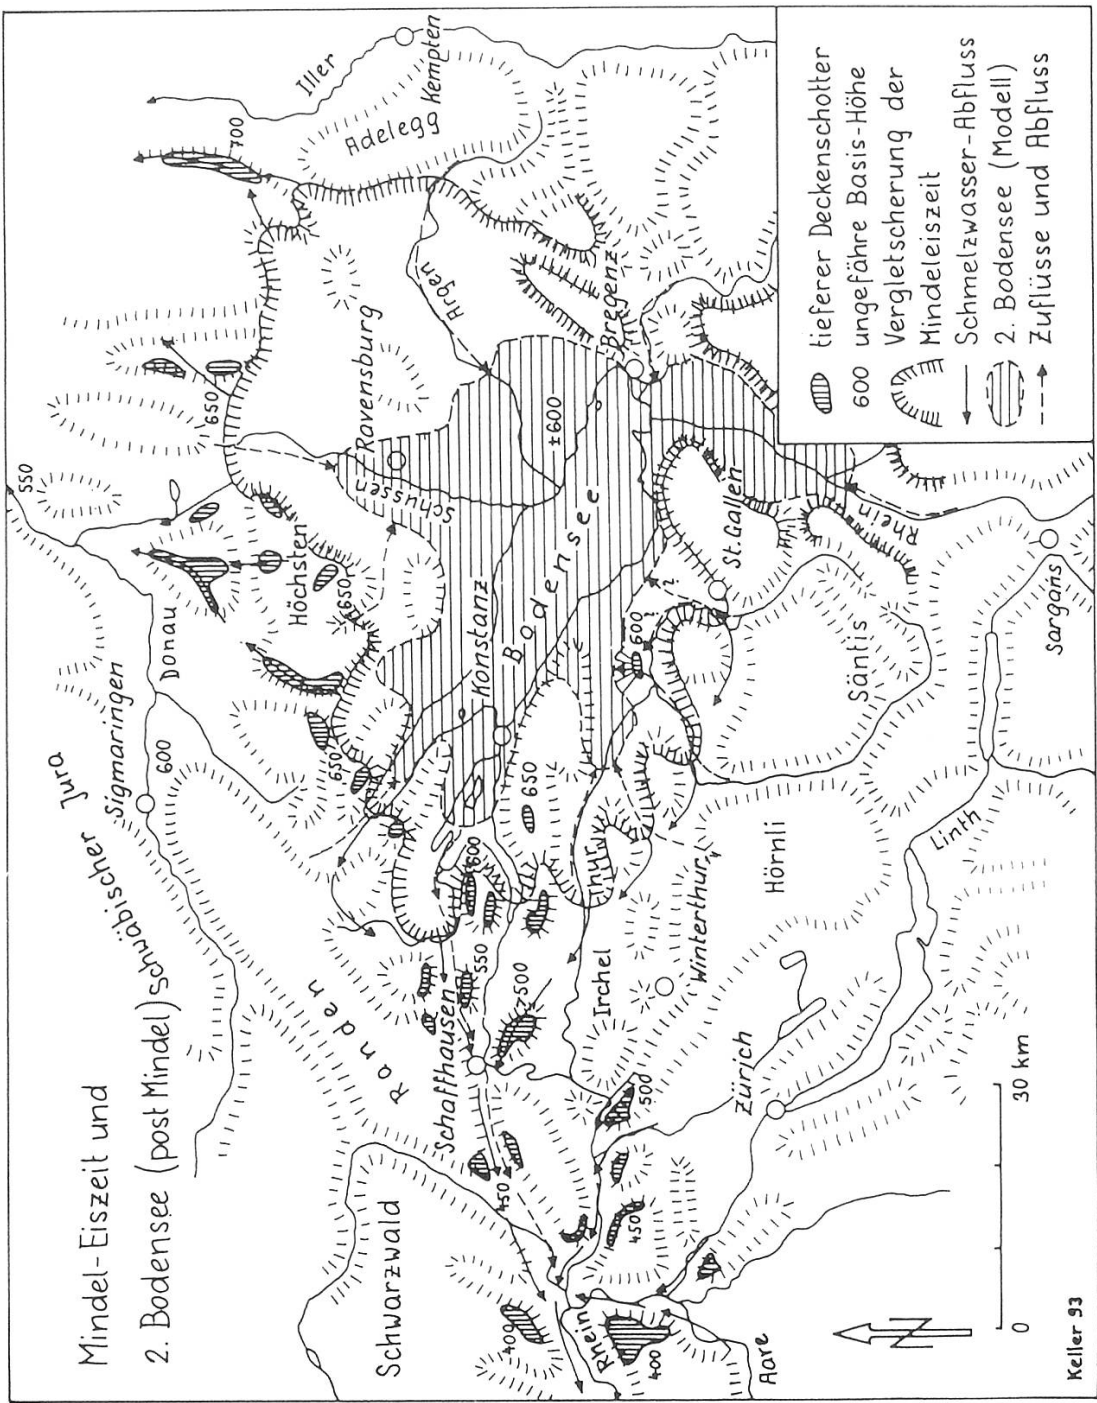 Mindel-Eiszeit und
2. Bodensee (post Mindel)
Schwäbischer Jura
Sigmaringen
600
Donau
550
Höchsten
650
650
650
700
Iller
Kempten
Adelegg
Argen
Ravensburg
Schussen
±600
Bregenz
Bodensee
Konstanz
650
600
?
?
St.Gallen
Rhein
Sargans
Säntis
Linth
Hörnli
Winterthur
Thur
Irchel
600
550
500
Schaffhausen
Randen
Schwarzwald
450
400
Rhein
400
Aare
450
500
Zürich
tieferer Deckenschotter
600 ungefähre Basis-Höhe
Vergletscherung der
Mindeleiszeit
Schmelzwasser-Abfluss
2. Bodensee (Modell)
Zuflüsse und Abfluss
N
0 30 km
Keller 93